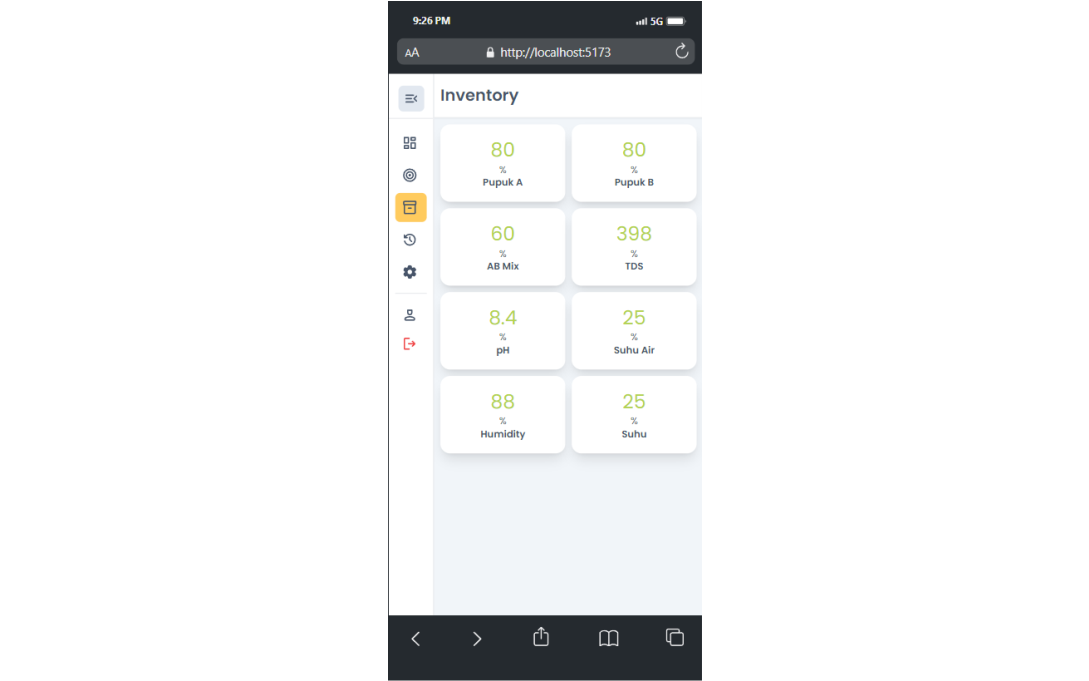 9:26 PM
5G
AA
http://localhost:5173
Inventory
80
%
Pupuk A
80
%
Pupuk B
60
%
AB Mix
398
%
TDS
8.4
%
pH
25
%
Suhu Air
88
%
Humidity
25
%
Suhu